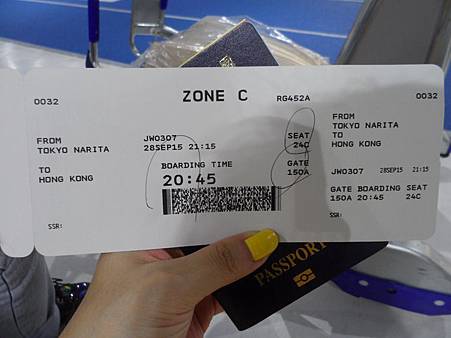 0032 ZONE C RG452A 0032
FROM
TOKYO NARITA
TO
HONG KONG
SSR:
JW0307
28SEP15 21:15
BOARDING TIME
20:45
SEAT
24C
GATE
150A
FROM
TOKYO NARITA
TO
HONG KONG
JW0307 28SEP15 21:15
GATE BOARDING SEAT
150A 20:45 24C
SSR:
PASSPORT